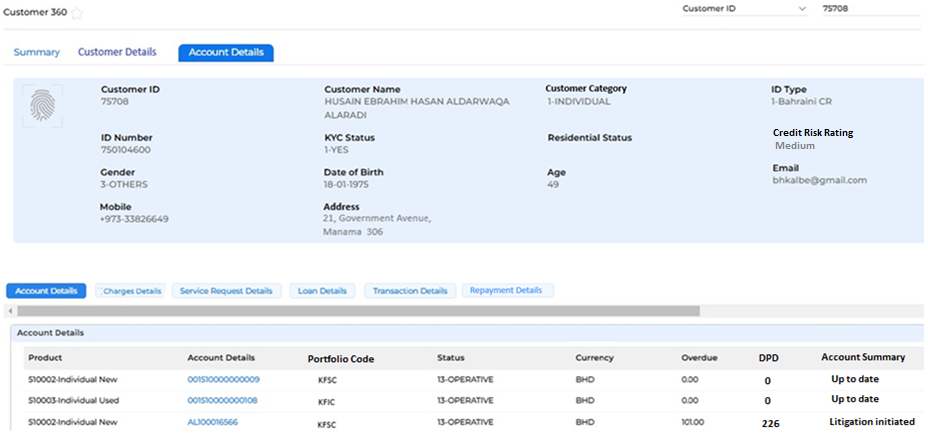 Customer 360
Customer ID 75708
Summary Customer Details Account Details
Customer ID Customer Name Customer Category ID Type
75708 HUSAIN EBRAHIM HASAN ALDARWAQA 1-INDIVIDUAL 1-Bahraini CR
ALARADI
ID Number KYC Status Residential Status Credit Risk Rating
750104600 1-YES Medium
Gender Date of Birth Age Email
3-OTHERS 18-01-1975 49 bhkalbe@gmail.com
Mobile Address
+973-33826649 21, Government Avenue,
Manama 306
Account Details Charges Details Service Request Details Loan Details Transaction Details Repayment Details
Account Details
Product Account Details Portfolio Code Status Currency Overdue DPD Account Summary
510002-Individual New 001510000000009 KFSC 13-OPERATIVE BHD 0.00 0 Up to date
510003-Individual Used 001510000000108 KFIC 13-OPERATIVE BHD 0.00 0 Up to date
510002-Individual New AL100016566 KFSC 13-OPERATIVE BHD 101.00 226 Litigation initiated